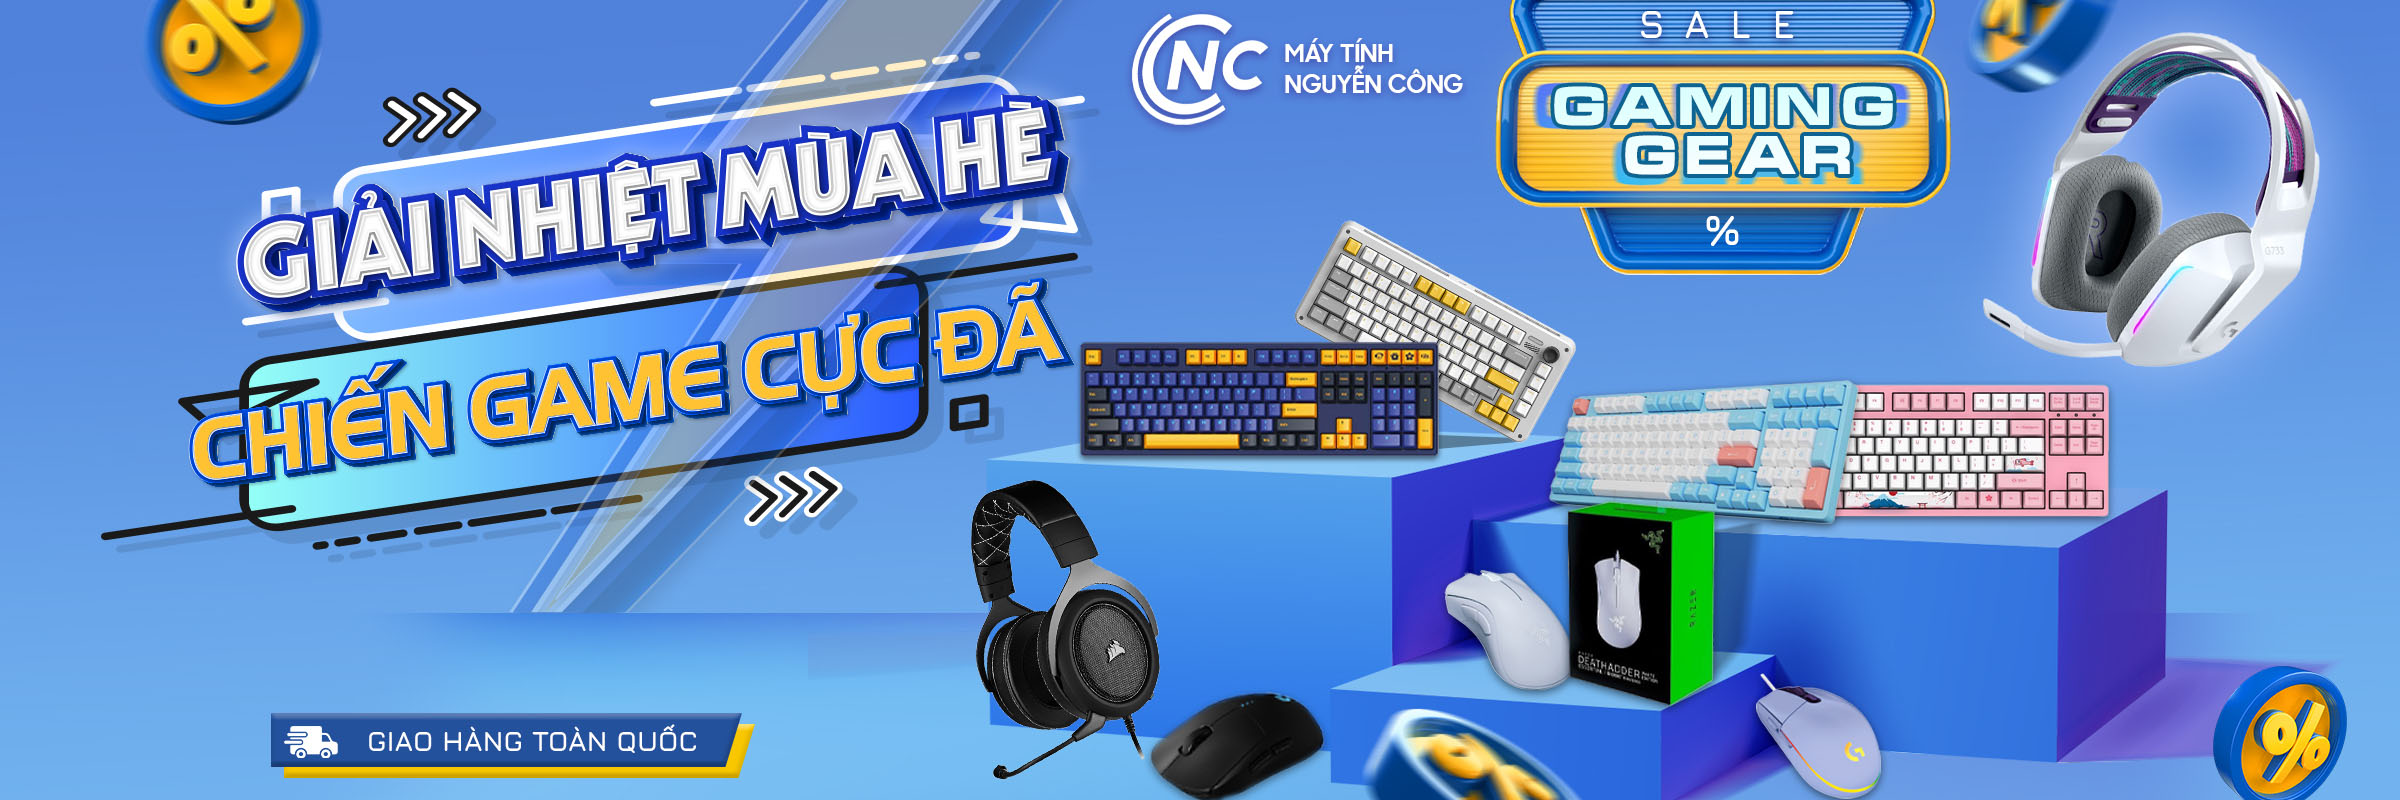 GIẢI NHIỆT MÙA HÈ
CHIẾN GAME CỰC ĐÃ
GIAO HÀNG TOÀN QUỐC
NC
MÁY TÍNH
NGUYỄN CÔNG
SALE
GAMING
GEAR
%
G733
DEATHADDER